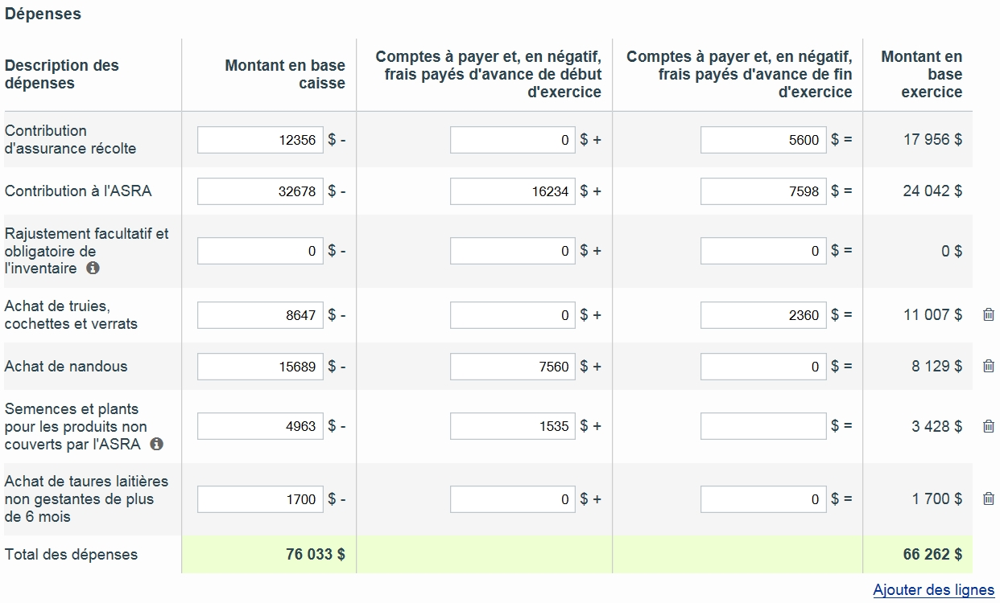 Dépenses
Description des
dépenses
Montant en base
caisse
Comptes à payer et, en négatif,
frais payés d'avance de début
d'exercice
Comptes à payer et, en négatif,
frais payés d'avance de fin
d'exercice
Montant en
base
exercice
Contribution
d'assurance récolte
12356 $ -
0 $ +
5600 $ =
17 956 $
Contribution à l'ASRA
32678 $ -
16234 $ +
7598 $ =
24 042 $
Rajustement facultatif et
obligatoire de
l'inventaire
0 $ -
0 $ +
0 $ =
0 $
Achat de truies,
cochettes et verrats
8647 $ -
0 $ +
2360 $ =
11 007 $
Achat de nandous
15689 $ -
7560 $ +
0 $ =
8 129 $
Semences et plants
pour les produits non
couverts par l'ASRA
4963 $ -
1535 $ +
$ =
3 428 $
Achat de taures laitières
non gestantes de plus
de 6 mois
1700 $ -
0 $ +
0 $ =
1 700 $
Total des dépenses
76 033 $
66 262 $
Ajouter des lignes